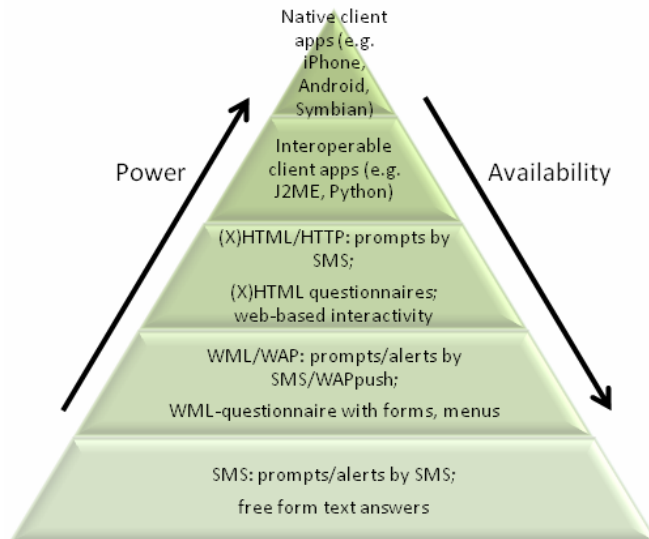 Native client
apps (e.g.
iPhone,
Android,
Symbian)
Interoperable
client apps (e.g.
J2ME, Python)
Power
Availability
(X)HTML/HTTP: prompts by
SMS;
(X)HTML questionnaires;
web-based interactivity
WML/WAP: prompts/alerts by
SMS/WAPpush;
WML-questionnaire with forms, menus
SMS: prompts/alerts by SMS;
free form text answers